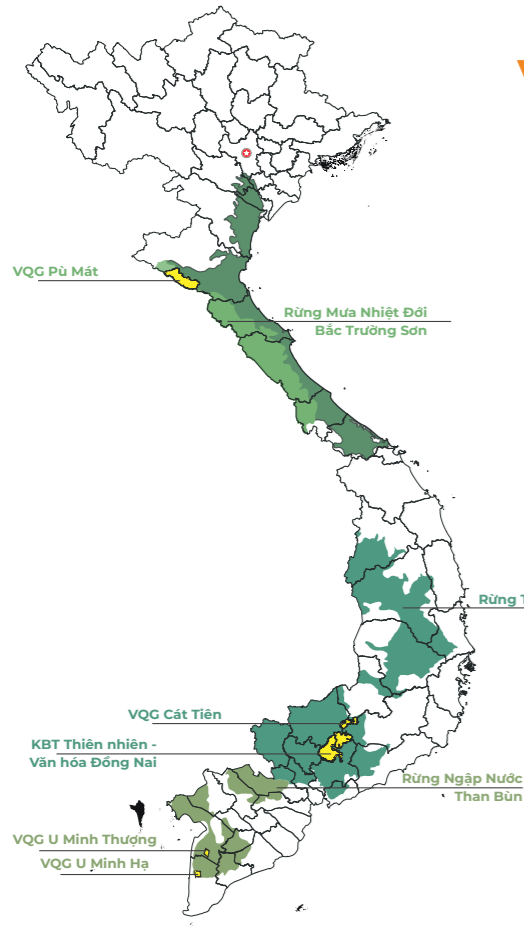 VQG Pù Mát
Rừng Mưa Nhiệt Đới
Bắc Trường Sơn
Rừng
VQG Cát Tiên
KBT Thiên nhiên -
Văn hóa Đồng Nai
Rừng Ngập Nước
Than Bùn
VQG U Minh Thượng
VQG U Minh Hạ